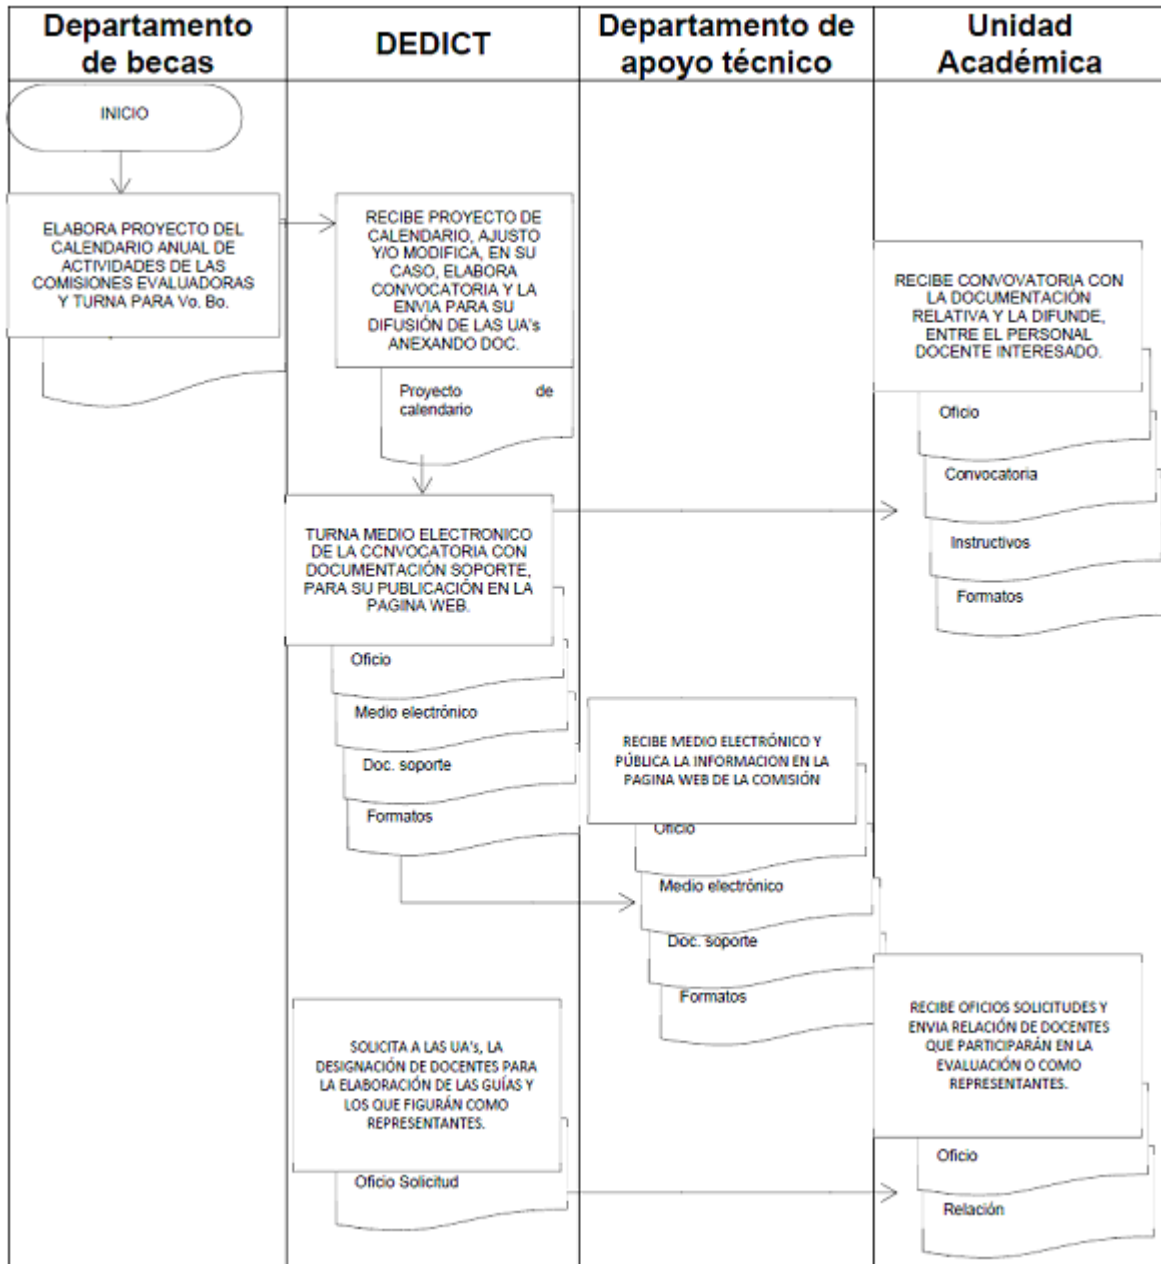 Departamento
de becas
DEDICT
Departamento de
apoyo técnico
Unidad
Académica
INICIO
ELABORA PROYECTO DEL
CALENDARIO ANUAL DE
ACTIVIDADES DE LAS
COMISIONES EVALUADORAS
Y TURNA PARA Vo. Bo.
RECIBE PROYECTO DE
CALENDARIO, AJUSTO
Y/O MODIFICA, EN SU
CASO, ELABORA
CONVOCATORIA Y LA
ENVIA PARA SU
DIFUSIÓN DE LAS UA's
ANEXANDO DOC.
Proyecto de
calendario
RECIBE CONVOVATORIA CON
LA DOCUMENTACIÓN
RELATIVA Y LA DIFUNDE,
ENTRE EL PERSONAL
DOCENTE INTERESADO.
Oficio
Convocatoria
Instructivos
Formatos
TURNA MEDIO ELECTRONICO
DE LA CCNVOCATORIA CON
DOCUMENTACIÓN SOPORTE,
PARA SU PUBLICACIÓN EN LA
PAGINA WEB.
Oficio
Medio electrónico
Doc. soporte
Formatos
RECIBE MEDIO ELECTRÓNICO Y
PÚBLICA LA INFORMACION EN LA
PAGINA WEB DE LA COMISIÓN
Oficio
Medio electrónico
Doc. soporte
Formatos
SOLICITA A LAS UA's, LA
DESIGNACIÓN DE DOCENTES PARA
LA ELABORACIÓN DE LAS GUÍAS Y
LOS QUE FIGURÁN COMO
REPRESENTANTES.
Oficio Solicitud
RECIBE OFICIOS SOLICITUDES Y
ENVIA RELACIÓN DE DOCENTES
QUE PARTICIPARÁN EN LA
EVALUACIÓN O COMO
REPRESENTANTES.
Oficio
Relación